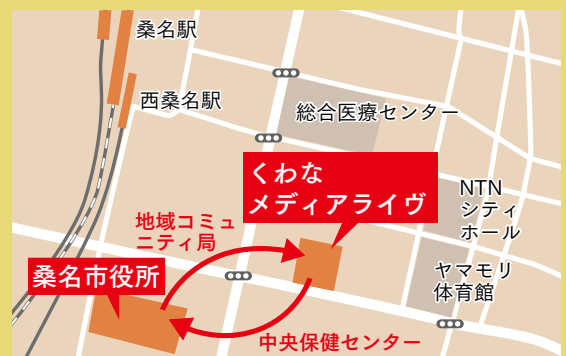 桑名駅
西桑名駅
総合医療センター
くわな
メディアライヴ
NTN
シティ
ホール
地域コミュ
ニティ局
ヤマモリ
体育館
桑名市役所
中央保健センター